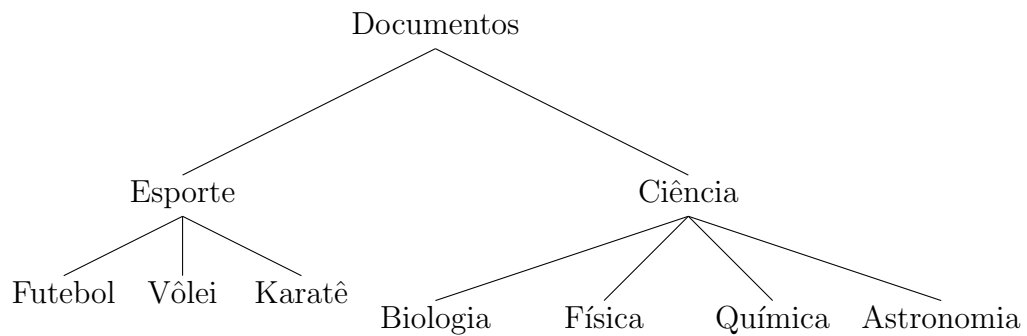 Documentos
Esporte
Ciência
Futebol
Vôlei
Karatê
Biologia
Física
Química
Astronomia